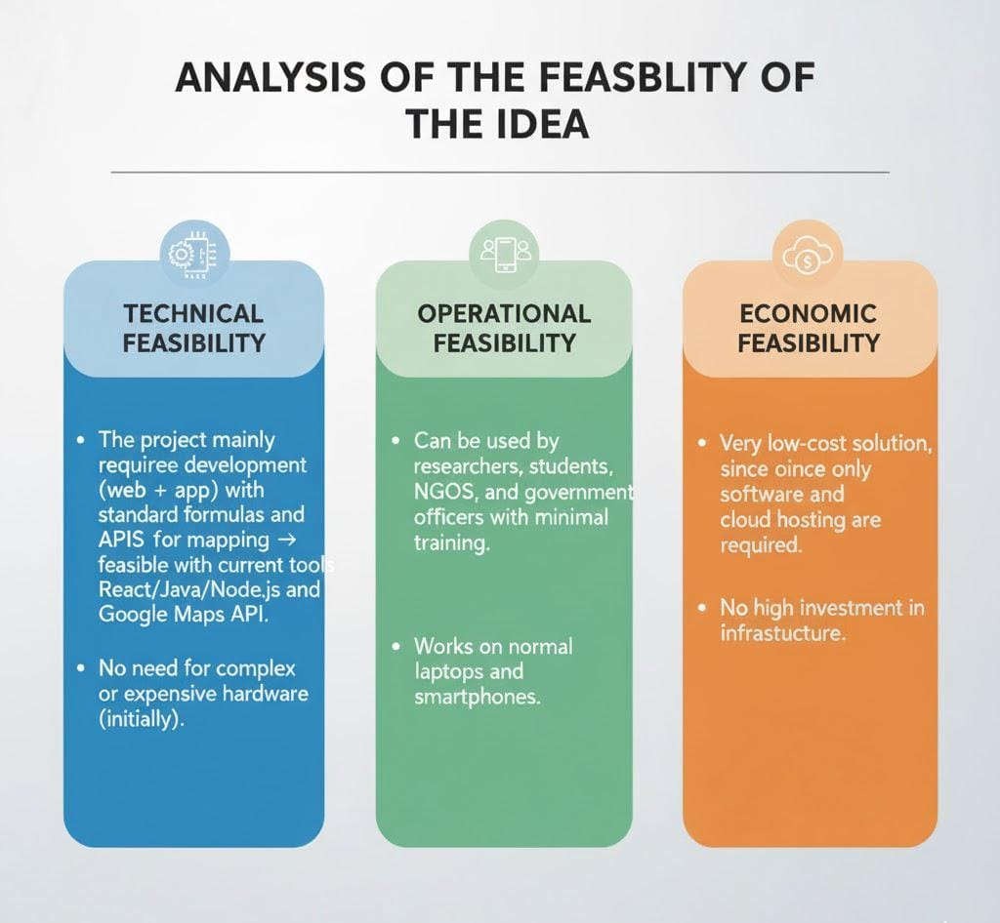 ANALYSIS OF THE FEASBLITY OF
THE IDEA
TECHNICAL
FEASIBILITY
• The project mainly
requiree development
(web + app) with
standard formulas and
APIS for mapping →
feasible with current tools
React/Java/Node.js and
Google Maps API.
• No need for complex
or expensive hardware
(initially).
OPERATIONAL
FEASIBILITY
• Can be used by
researchers, students,
NGOS, and government
officers with minimal
training.
• Works on normal
laptops and
smartphones.
ECONOMIC
FEASIBILITY
• Very low-cost solution,
since oince only
software and
cloud hosting are
required.
• No high investment in
infrastucture.